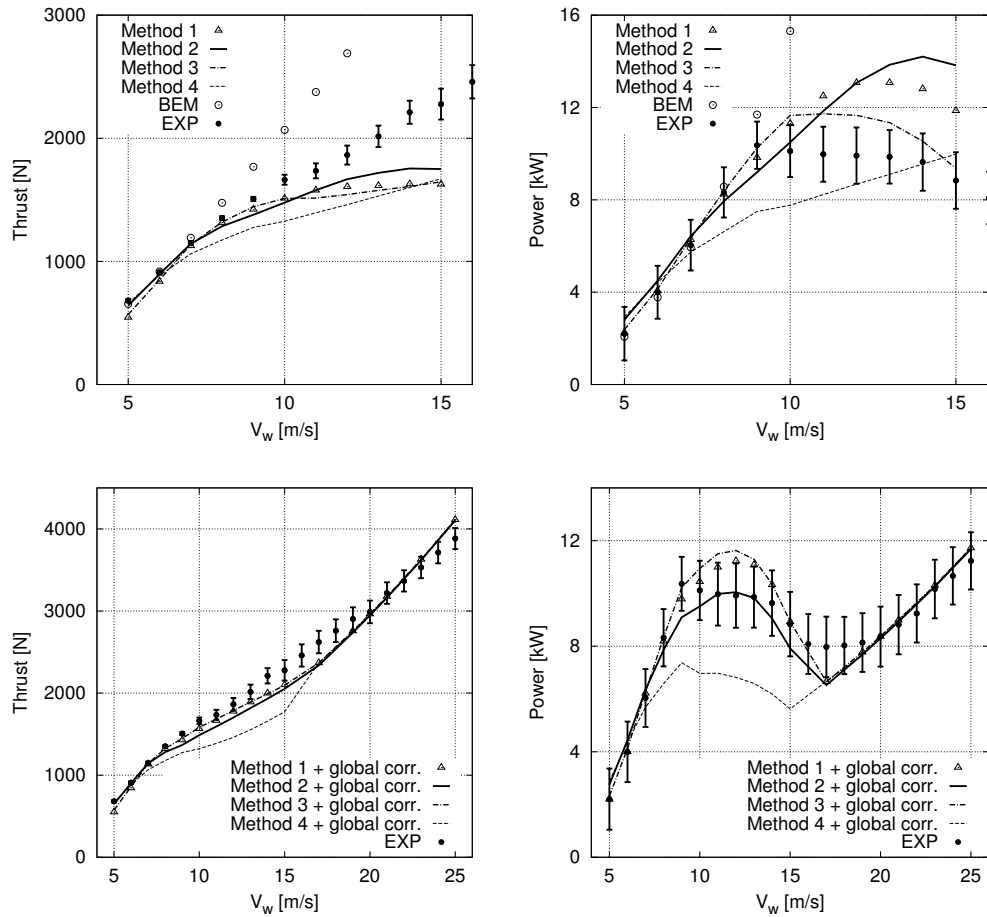 3000
2000
1000
0
Thrust [N]
5
10
15
V_w [m/s]
Method 1
Method 2
Method 3
Method 4
BEM
EXP
16
12
8
4
0
Power [kW]
5
10
15
V_w [m/s]
Method 1
Method 2
Method 3
Method 4
BEM
EXP
4000
3000
2000
1000
0
Thrust [N]
5
10
15
20
25
V_w [m/s]
Method 1 + global corr.
Method 2 + global corr.
Method 3 + global corr.
Method 4 + global corr.
EXP
12
8
4
0
Power [kW]
5
10
15
20
25
V_w [m/s]
Method 1 + global corr.
Method 2 + global corr.
Method 3 + global corr.
Method 4 + global corr.
EXP